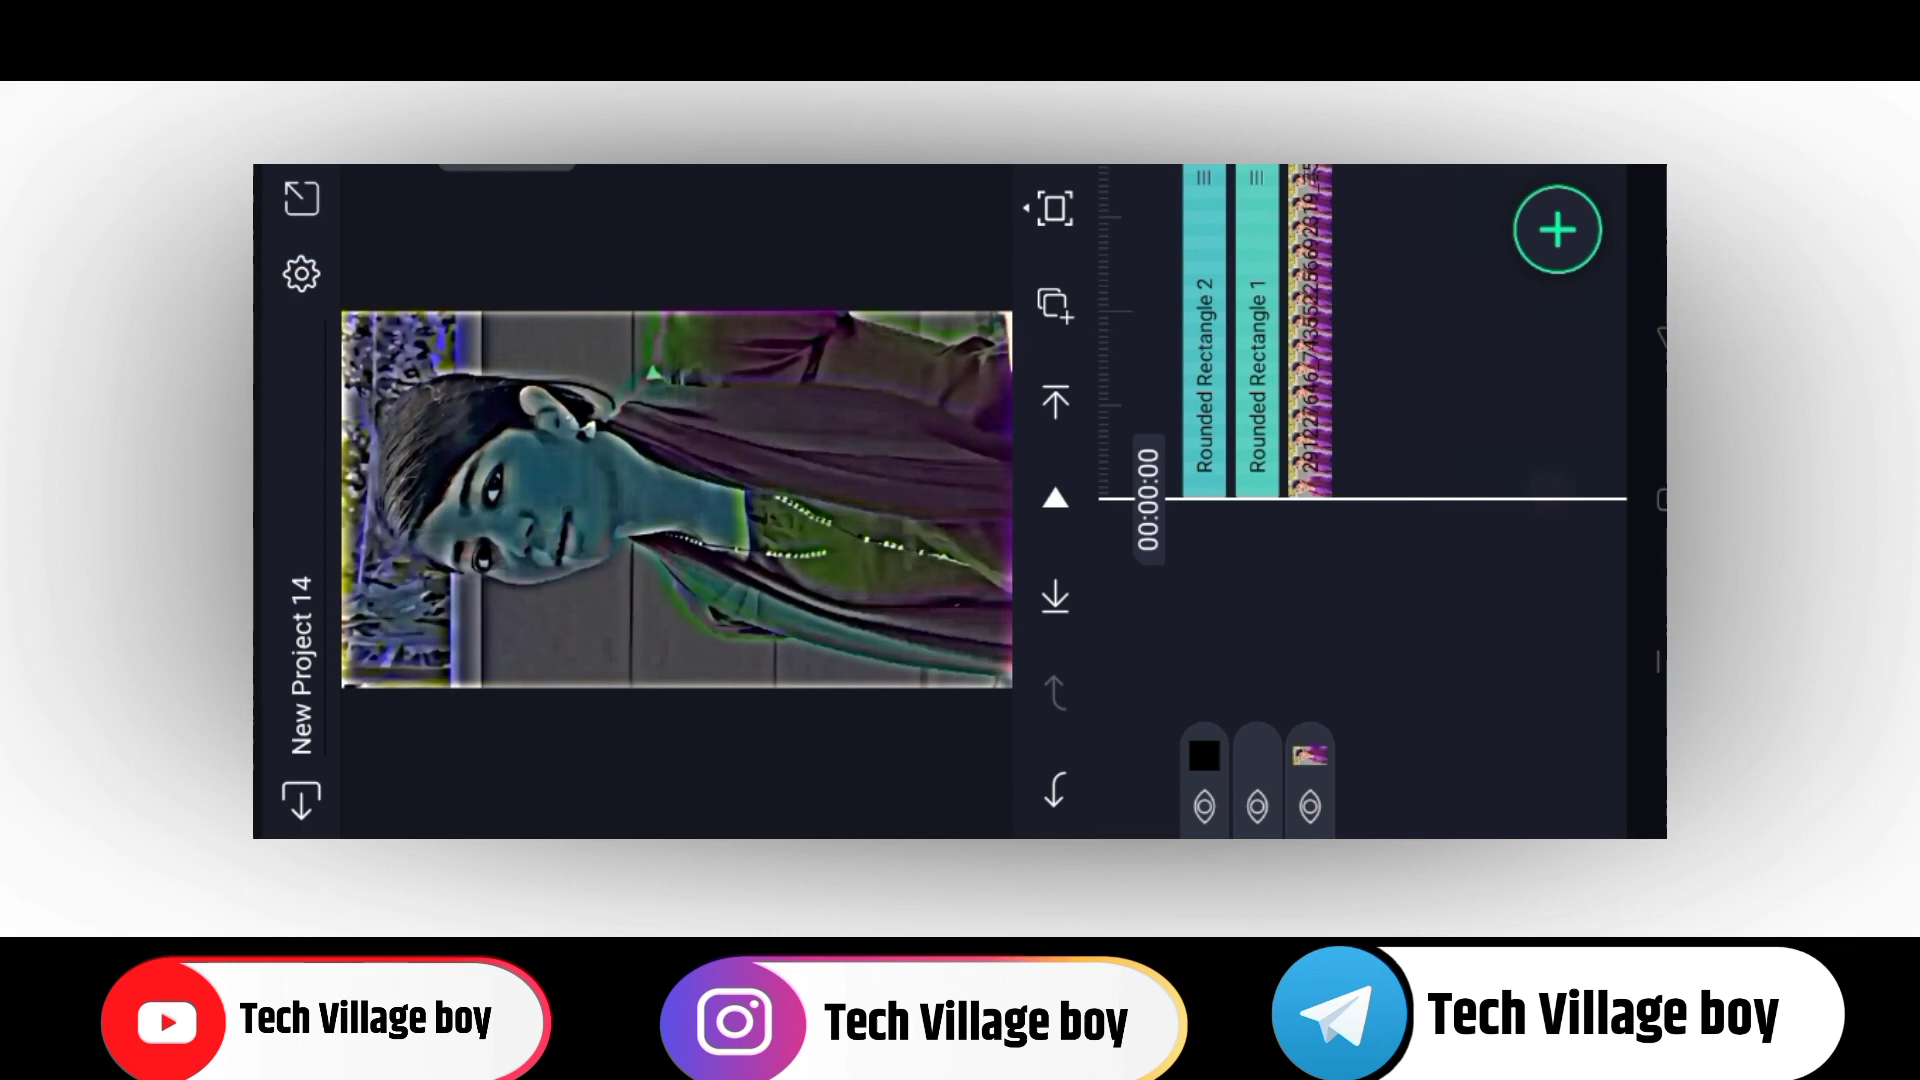 New Project 14
00:00:00
Rounded Rectangle 2
Rounded Rectangle 1
Tech Village boy
Tech Village boy
Tech Village boy